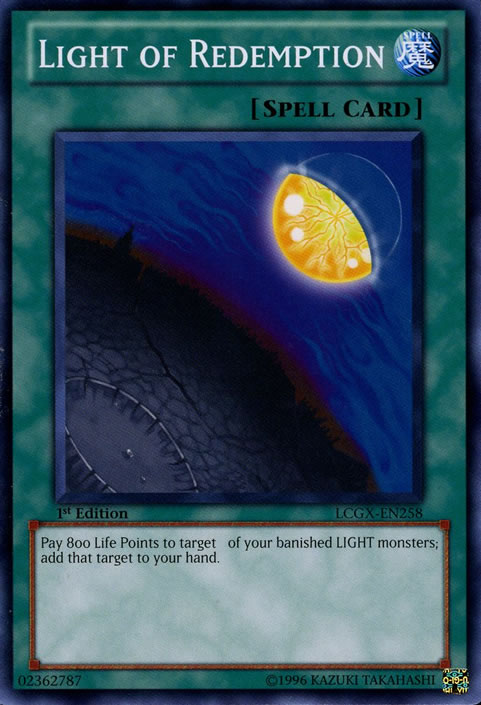 LIGHT OF REDEMPTION
SPELL
魔
[SPELL CARD]
1st Edition
LCGX-EN258
Pay 800 Life Points to target of your banished LIGHT monsters;
add that target to your hand.
02362787
©1996 KAZUKI TAKAHASHI